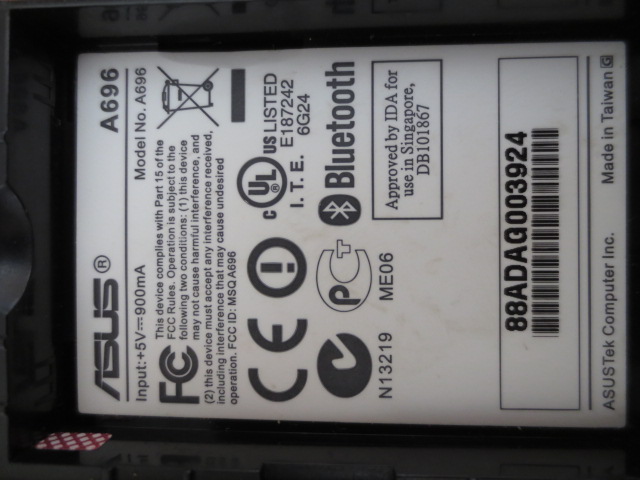 ASUS® A696
Input:+5V⎓900mA Model No. A696
FC This device complies with Part 15 of the
FCC Rules. Operation is subject to the
following two conditions: (1) this device
may not cause harmful interference, and
(2) this device must accept any interference received,
including interference that may cause undesired
operation. FCC ID: MSQ A696
CE
c UL® US LISTED
I. T. E. E187242
6G24
N13219
PCT
ME06
Bluetooth
Approved by IDA for
use in Singapore,
DB101867
88ADAG003924
ASUSTek Computer Inc. Made in Taiwan G